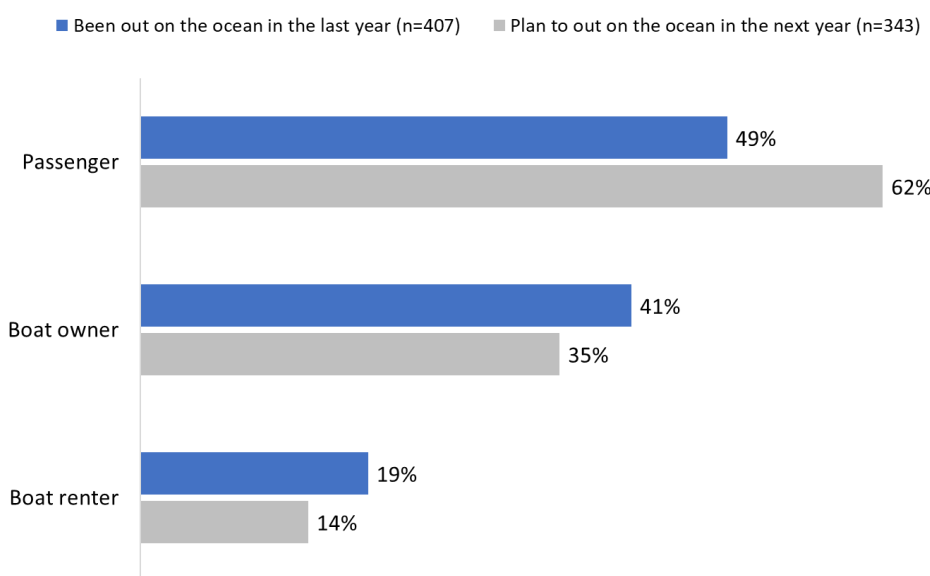 Been out on the ocean in the last year (n=407) Plan to out on the ocean in the next year (n=343)
Passenger
49%
62%
Boat owner
41%
35%
Boat renter
19%
14%